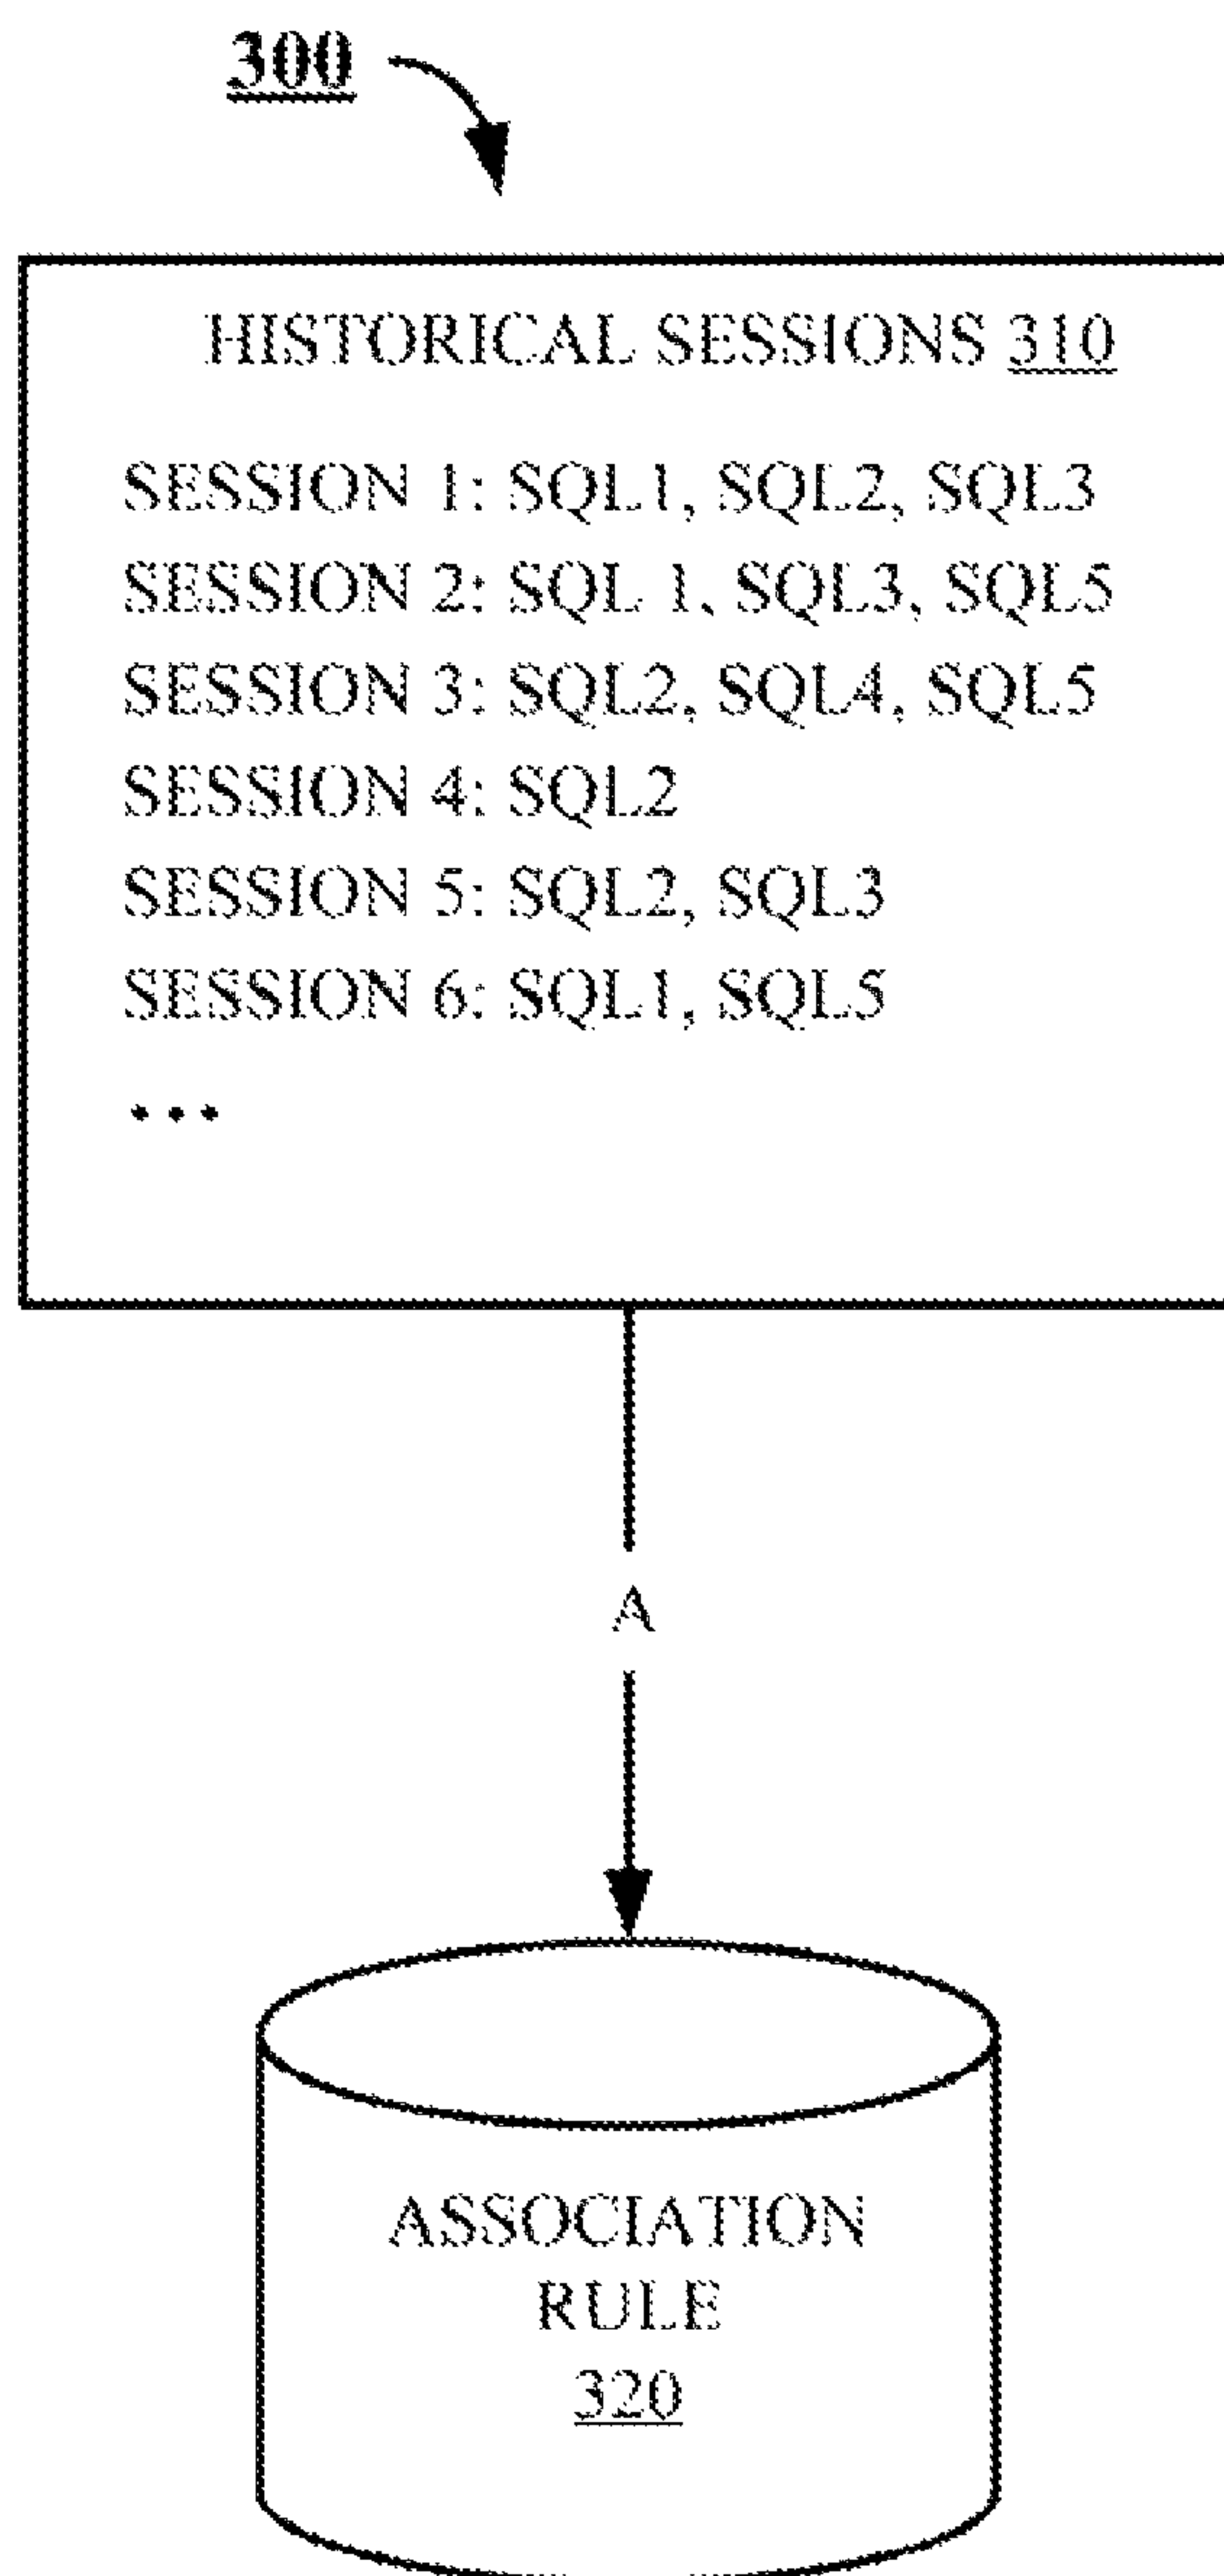 300
HISTORICAL SESSIONS 310
SESSION 1: SQL1, SQL2, SQL3
SESSION 2: SQL 1, SQL3, SQL5
SESSION 3: SQL2, SQL4, SQL5
SESSION 4: SQL2
SESSION 5: SQL2, SQL3
SESSION 6: SQL1, SQL5
...
A
ASSOCIATION
RULE
320